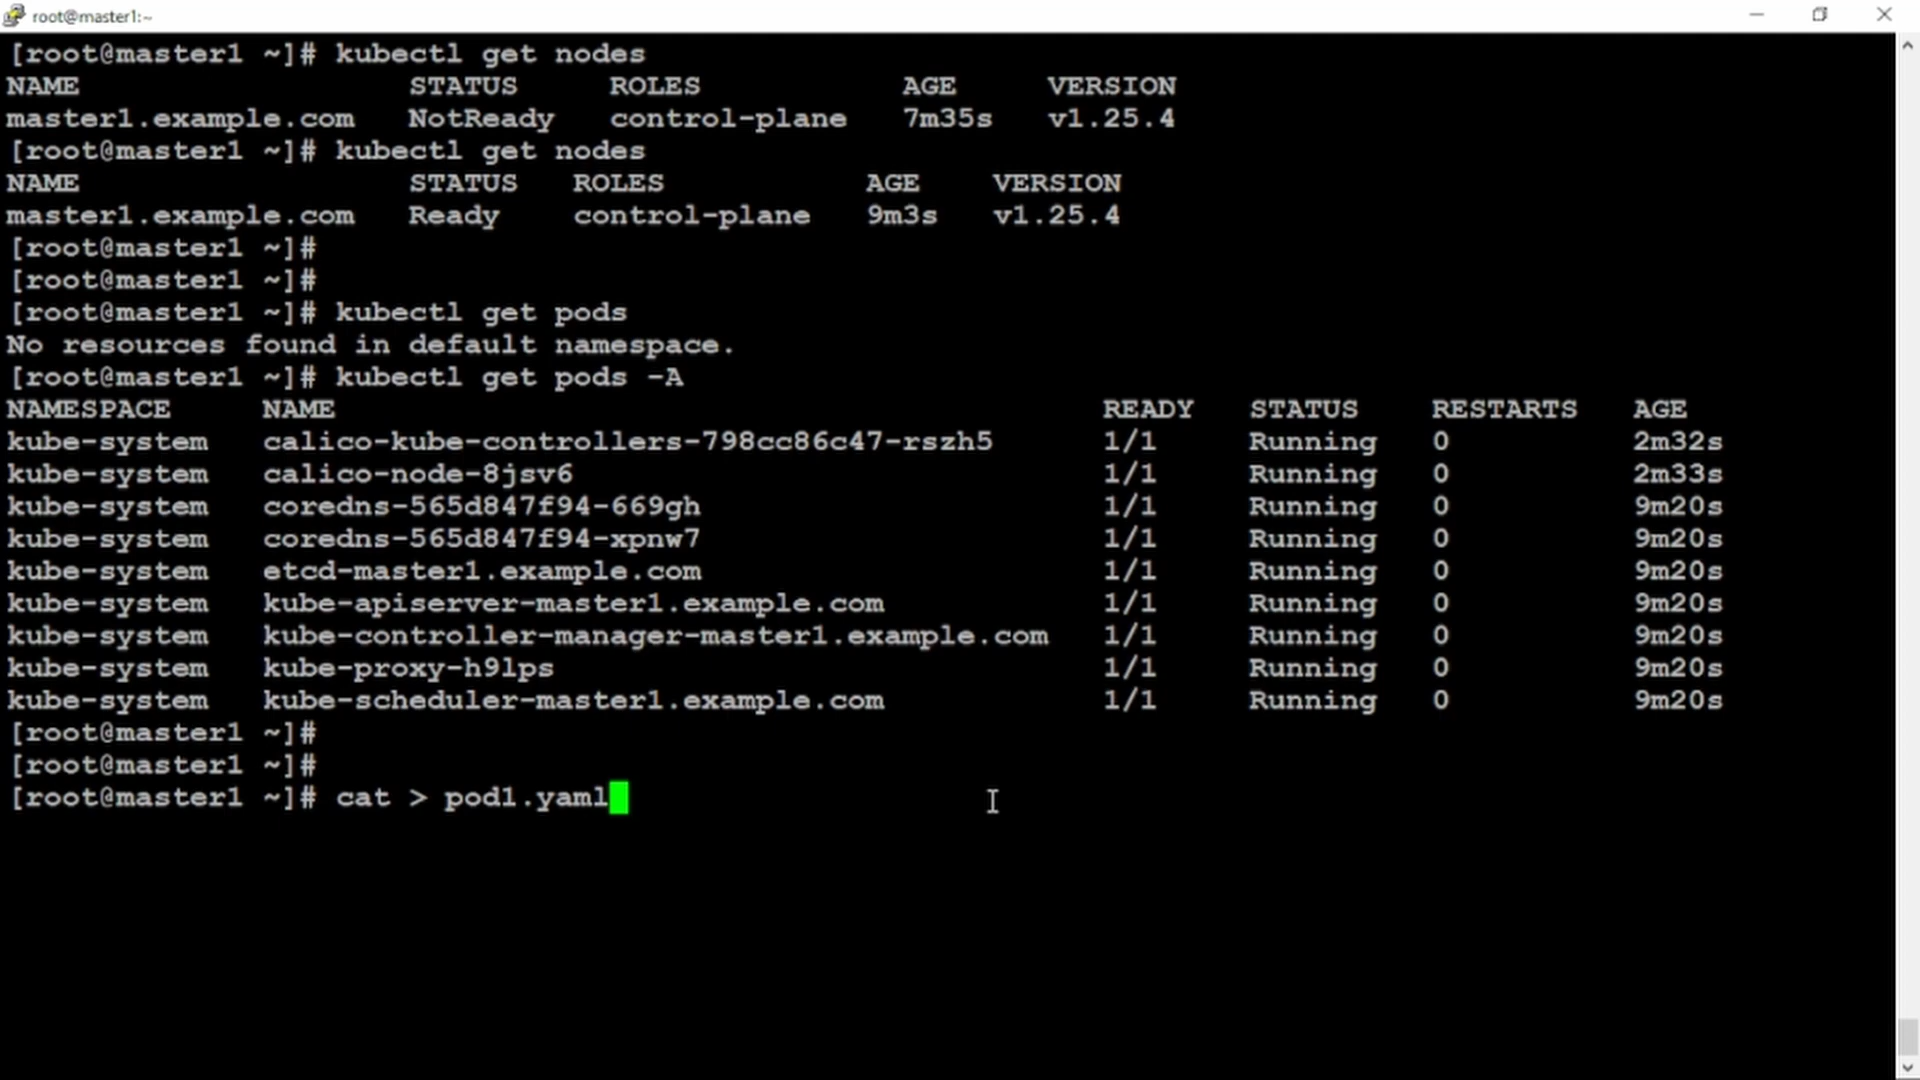 root@master1:~
[root@master1 ~]# kubectl get nodes
NAME STATUS ROLES AGE VERSION
master1.example.com NotReady control-plane 7m35s v1.25.4
[root@master1 ~]# kubectl get nodes
NAME STATUS ROLES AGE VERSION
master1.example.com Ready control-plane 9m3s v1.25.4
[root@master1 ~]#
[root@master1 ~]#
[root@master1 ~]# kubectl get pods
No resources found in default namespace.
[root@master1 ~]# kubectl get pods -A
NAMESPACE NAME READY STATUS RESTARTS AGE
kube-system calico-kube-controllers-798cc86c47-rszh5 1/1 Running 0 2m32s
kube-system calico-node-8jsv6 1/1 Running 0 2m33s
kube-system coredns-565d847f94-669gh 1/1 Running 0 9m20s
kube-system coredns-565d847f94-xpnw7 1/1 Running 0 9m20s
kube-system etcd-master1.example.com 1/1 Running 0 9m20s
kube-system kube-apiserver-master1.example.com 1/1 Running 0 9m20s
kube-system kube-controller-manager-master1.example.com 1/1 Running 0 9m20s
kube-system kube-proxy-h9lps 1/1 Running 0 9m20s
kube-system kube-scheduler-master1.example.com 1/1 Running 0 9m20s
[root@master1 ~]#
[root@master1 ~]#
[root@master1 ~]# cat > pod1.yaml